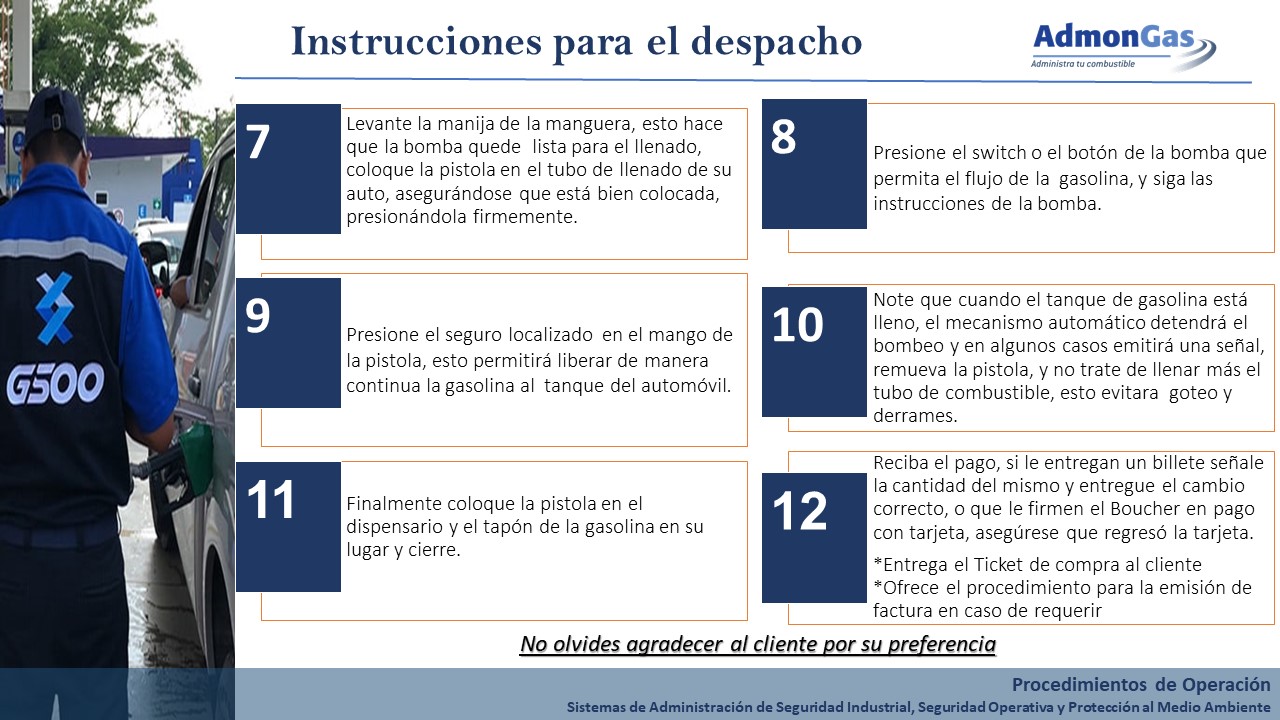 Instrucciones para el despacho
AdmonGas
Administra tu combustible
7
Levante la manija de la manguera, esto hace
que la bomba quede lista para el llenado,
coloque la pistola en el tubo de llenado de su
auto, asegurándose que está bien colocada,
presionándola firmemente.
8
Presione el switch o el botón de la bomba que
permita el flujo de la gasolina, y siga las
instrucciones de la bomba.
9
Presione el seguro localizado en el mango de
la pistola, esto permitirá liberar de manera
continua la gasolina al tanque del automóvil.
10
Note que cuando el tanque de gasolina está
lleno, el mecanismo automático detendrá el
bombeo y en algunos casos emitirá una señal,
remueva la pistola, y no trate de llenar más el
tubo de combustible, esto evitara goteo y
derrames.
11
Finalmente coloque la pistola en el
dispensario y el tapón de la gasolina en su
lugar y cierre.
12
Reciba el pago, si le entregan un billete señale
la cantidad del mismo y entregue el cambio
correcto, o que le firmen el Boucher en pago
con tarjeta, asegúrese que regresó la tarjeta.
*Entrega el Ticket de compra al cliente
*Ofrece el procedimiento para la emisión de
factura en caso de requerir
G500
No olvides agradecer al cliente por su preferencia
Procedimientos de Operación
Sistemas de Administración de Seguridad Industrial, Seguridad Operativa y Protección al Medio Ambiente